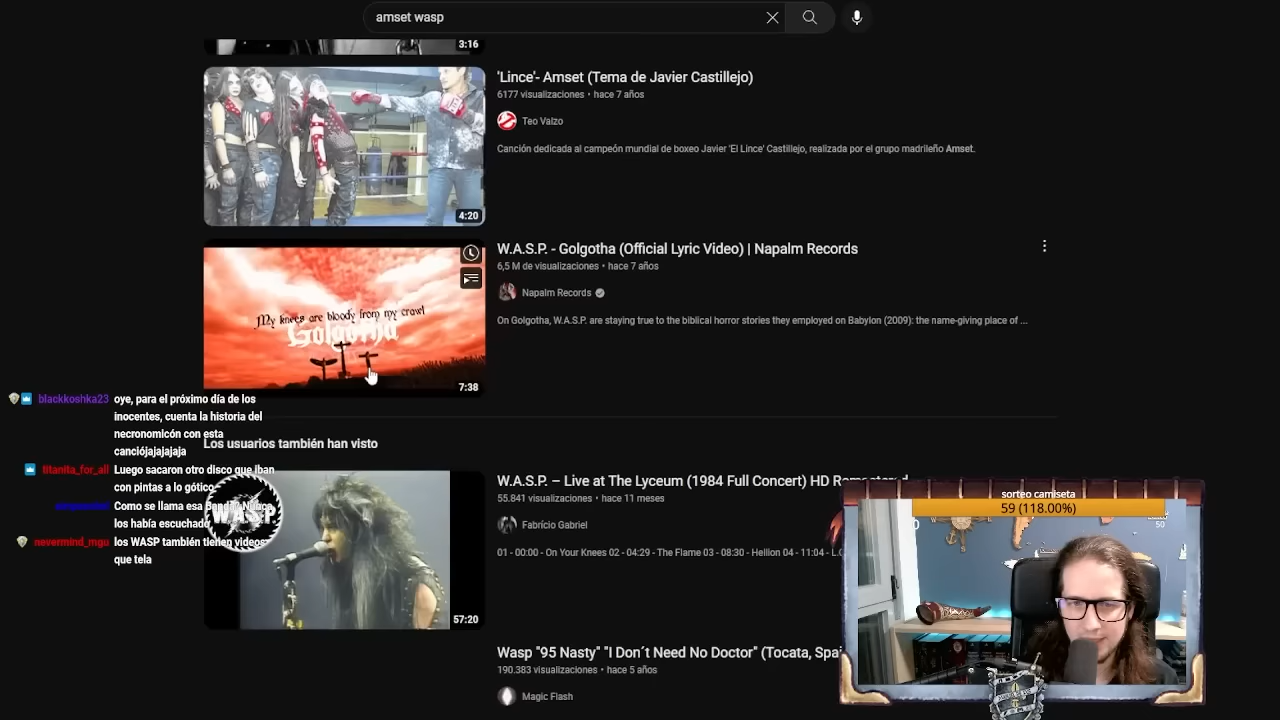 amset wasp
3:16
'Lince'- Amset (Tema de Javier Castillejo)
6177 visualizaciones • hace 7 años
Teo Valzo
Canción dedicada al campeón mundial de boxeo Javier 'El Lince' Castillejo, realizada por el grupo madrileño Amset.
4:20
W.A.S.P. - Golgotha (Official Lyric Video) | Napalm Records
6,5 M de visualizaciones • hace 7 años
Napalm Records
On Golgotha, W.A.S.P. are staying true to the biblical horror stories they employed on Babylon (2009): the name-giving place of ...
My knees are bloody from my crawl
Golgotha
7:38
blackkoshka23 oye, para el próximo día de los
inocentes, cuenta la historia del
necronomicón con esta
canciójajajaja
Los usuarios también han visto
titanita_for_all Luego sacaron otro disco que iban
con pintas a lo gótico
Como se llama esa banda? Nunca
los había escuchado
nevermind_mgu los WASP también tienen videos
que tela
W.A.S.P.
57:20
W.A.S.P. – Live at The Lyceum (1984 Full Concert) HD Remastered
55.841 visualizaciones • hace 11 meses
Fabrício Gabriel
01 - 00:00 - On Your Knees 02 - 04:29 - The Flame 03 - 08:30 - Hellion 04 - 11:04 - L.O
sorteo camiseta
59 (118.00%)
0
50
Wasp "95 Nasty" "I Don´t Need No Doctor" (Tocata, Spai
190.383 visualizaciones • hace 5 años
Magic Flash